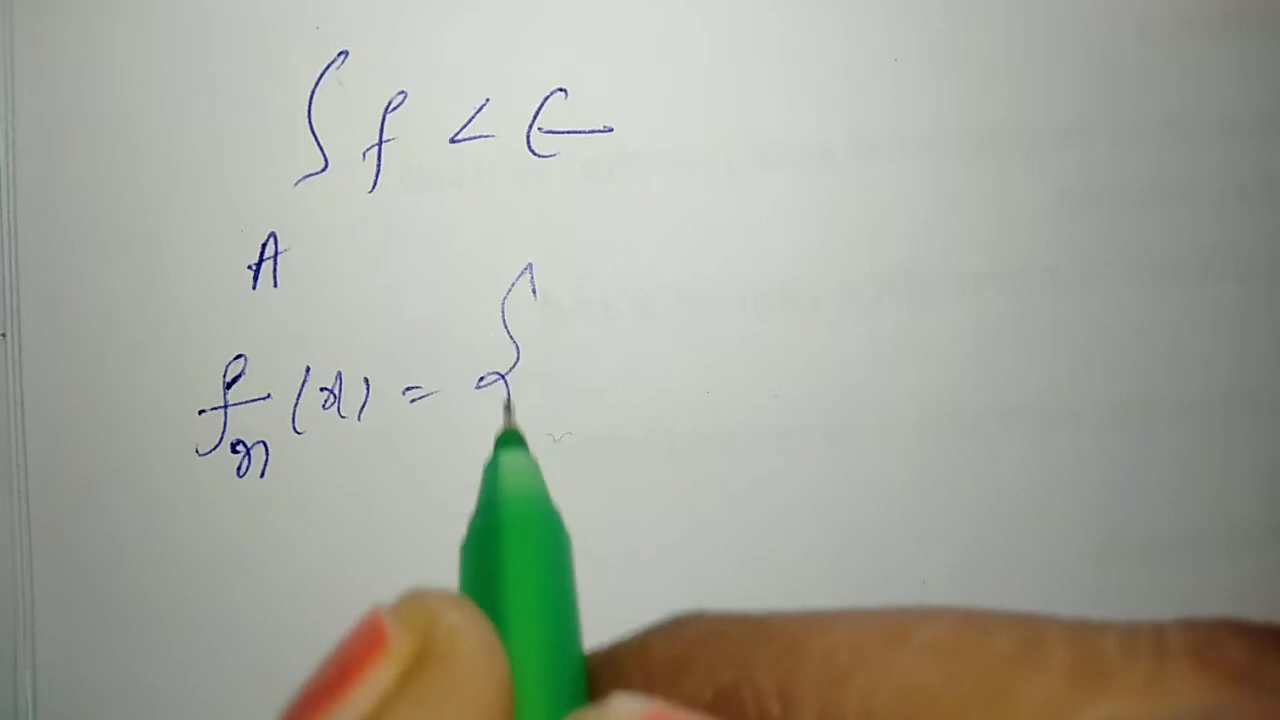 ∫ f < ∈
A
fn(x) = {